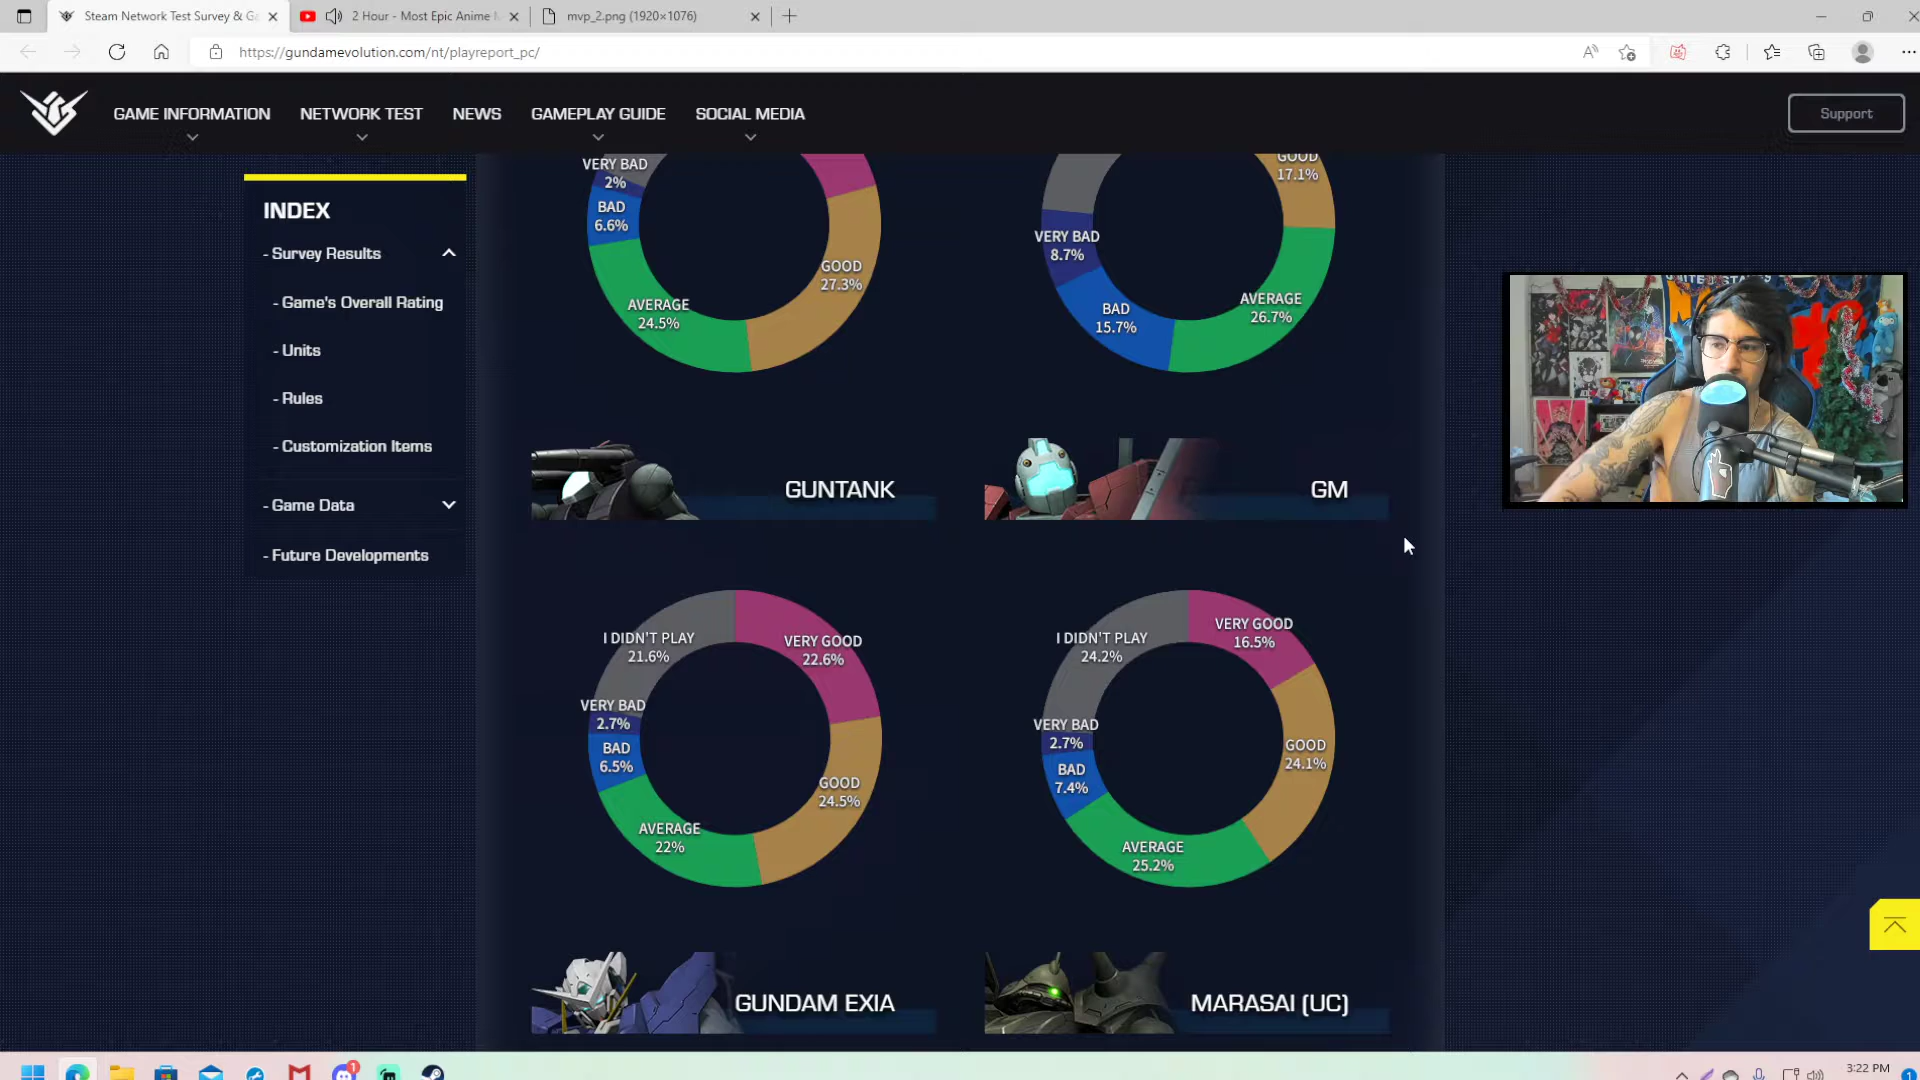 Steam Network Test Survey & Ga
2 Hour - Most Epic Anime
mvp_2.png (1920×1076)
https://gundamevolution.com/nt/playreport_pc/
GAME INFORMATION
NETWORK TEST
NEWS
GAMEPLAY GUIDE
SOCIAL MEDIA
Support
INDEX
- Survey Results
- Game's Overall Rating
- Units
- Rules
- Customization Items
- Game Data
- Future Developments
VERY BAD
2%
BAD
6.6%
AVERAGE
24.5%
GOOD
27.3%
GOOD
17.1%
VERY BAD
8.7%
BAD
15.7%
AVERAGE
26.7%
GUNTANK
GM
I DIDN'T PLAY
21.6%
VERY GOOD
22.6%
VERY BAD
2.7%
BAD
6.5%
AVERAGE
22%
GOOD
24.5%
I DIDN'T PLAY
24.2%
VERY GOOD
16.5%
VERY BAD
2.7%
BAD
7.4%
AVERAGE
25.2%
GOOD
24.1%
GUNDAM EXIA
MARASAI (UC)
UNITED STATES
1
3:22 PM
1